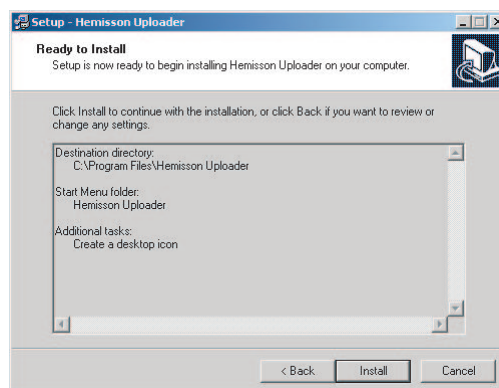 Setup - Hemisson Uploader
Ready to Install
Setup is now ready to begin installing Hemisson Uploader on your computer.
Click Install to continue with the installation, or click Back if you want to review or
change any settings.
Destination directory:
C:\Program Files\Hemisson Uploader
Start Menu folder:
Hemisson Uploader
Additional tasks:
Create a desktop icon
< Back
Install
Cancel